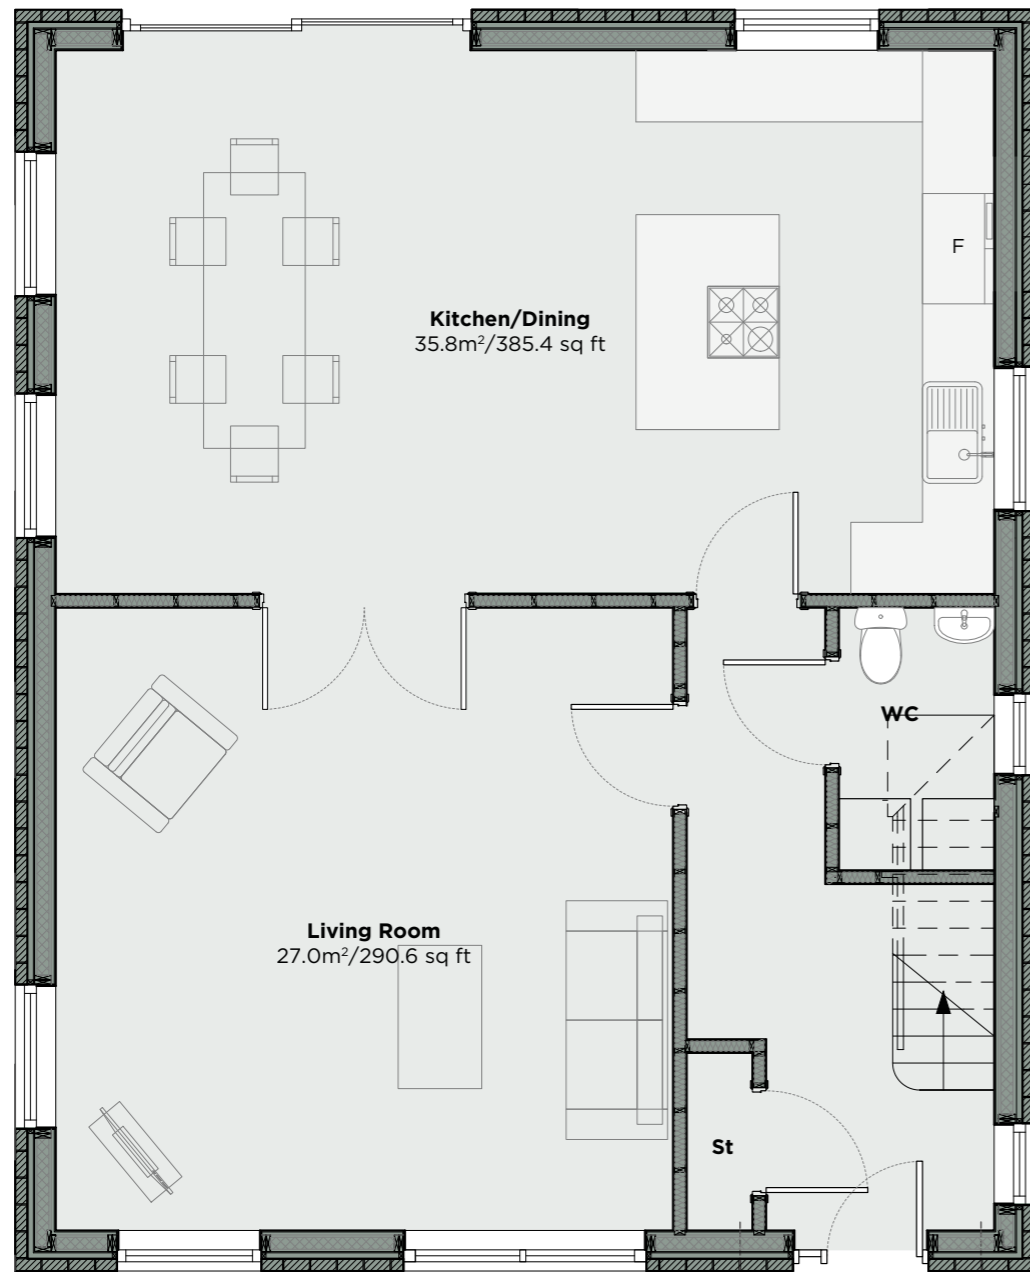 F
Kitchen/Dining
35.8m²/385.4 sq ft
WC
Living Room
27.0m²/290.6 sq ft
St